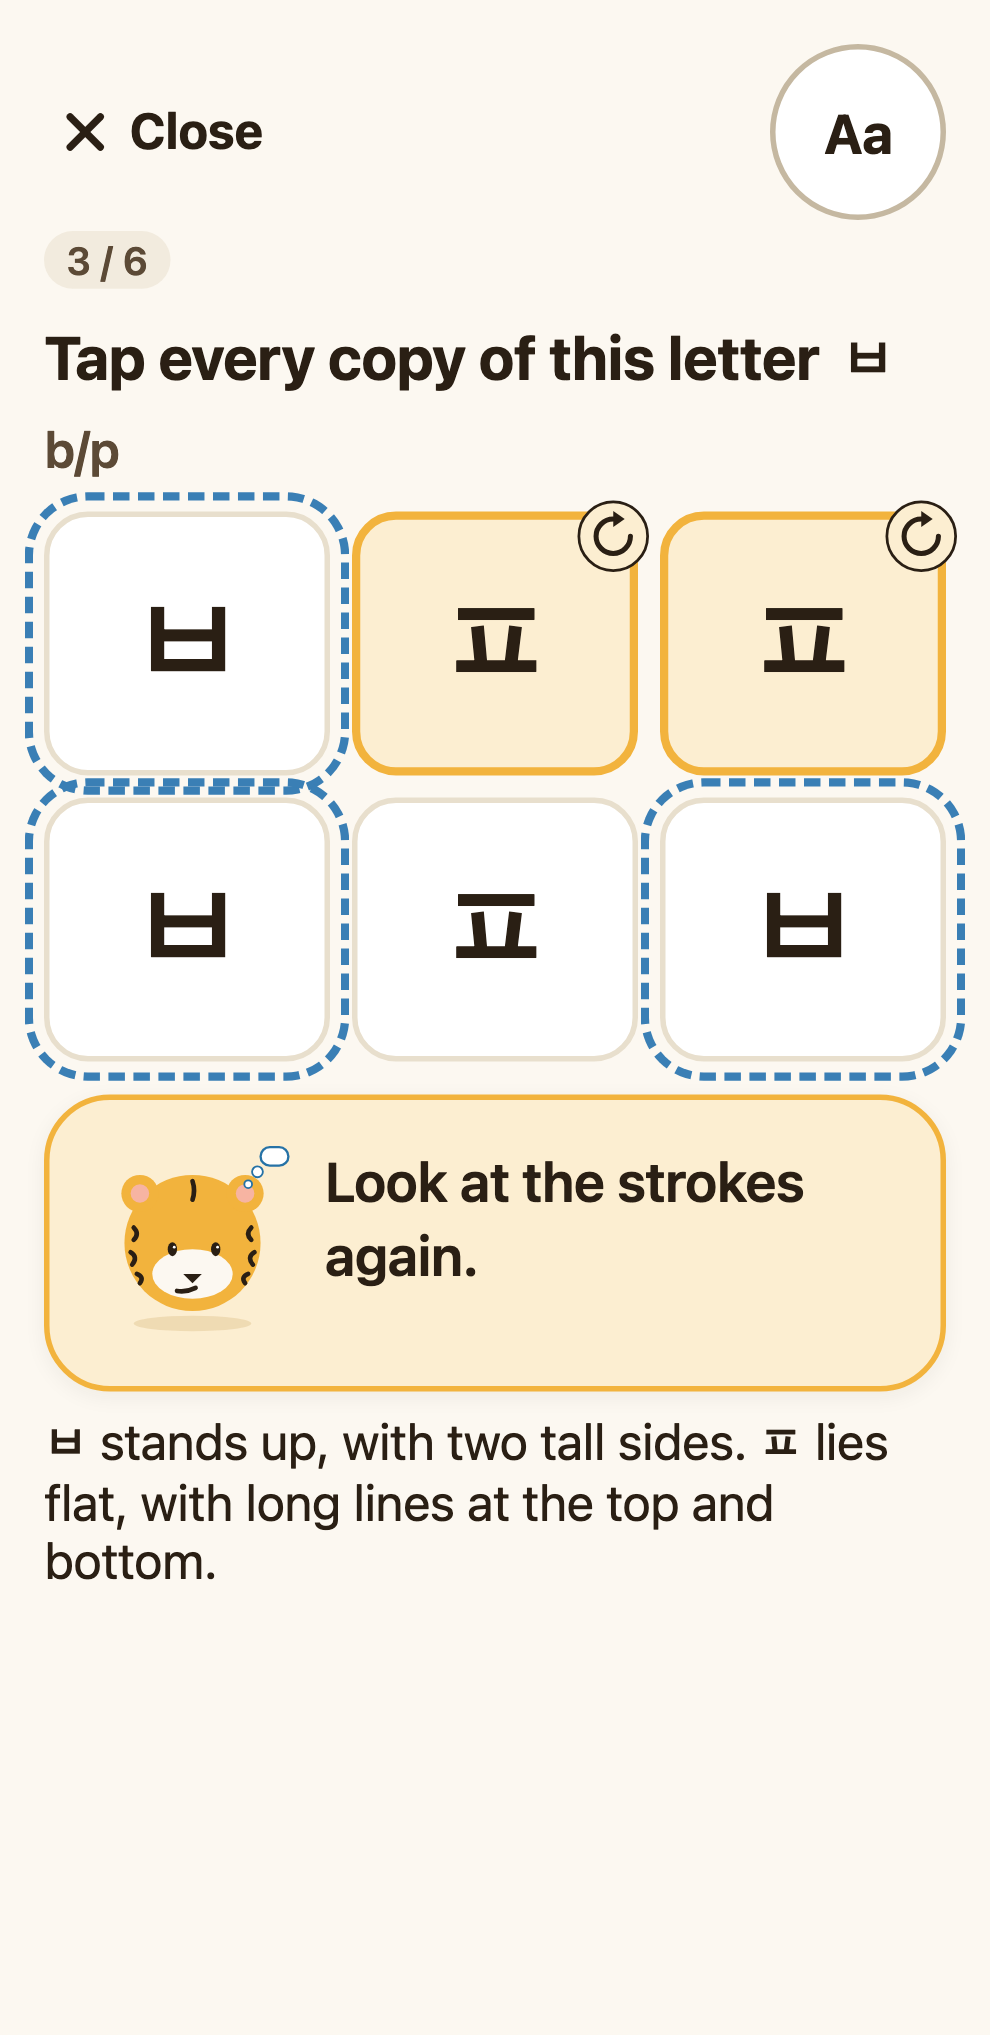 Close
Aa
3 / 6
Tap every copy of this letter ㅂ
b/p
ㅂ ㅍ ㅍ
ㅂ ㅍ ㅂ
Look at the strokes
again.
ㅂ stands up, with two tall sides. ㅍ lies
flat, with long lines at the top and
bottom.